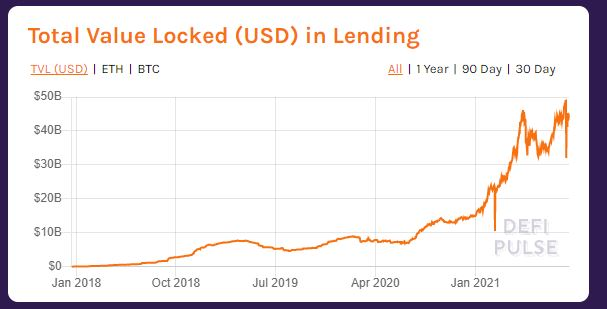 Total Value Locked (USD) in Lending
TVL (USD) | ETH | BTC
All | 1 Year | 90 Day | 30 Day
$50B
$40B
$30B
$20B
$10B
$0
DEFI
PULSE
Jan 2018
Oct 2018
Jul 2019
Apr 2020
Jan 2021